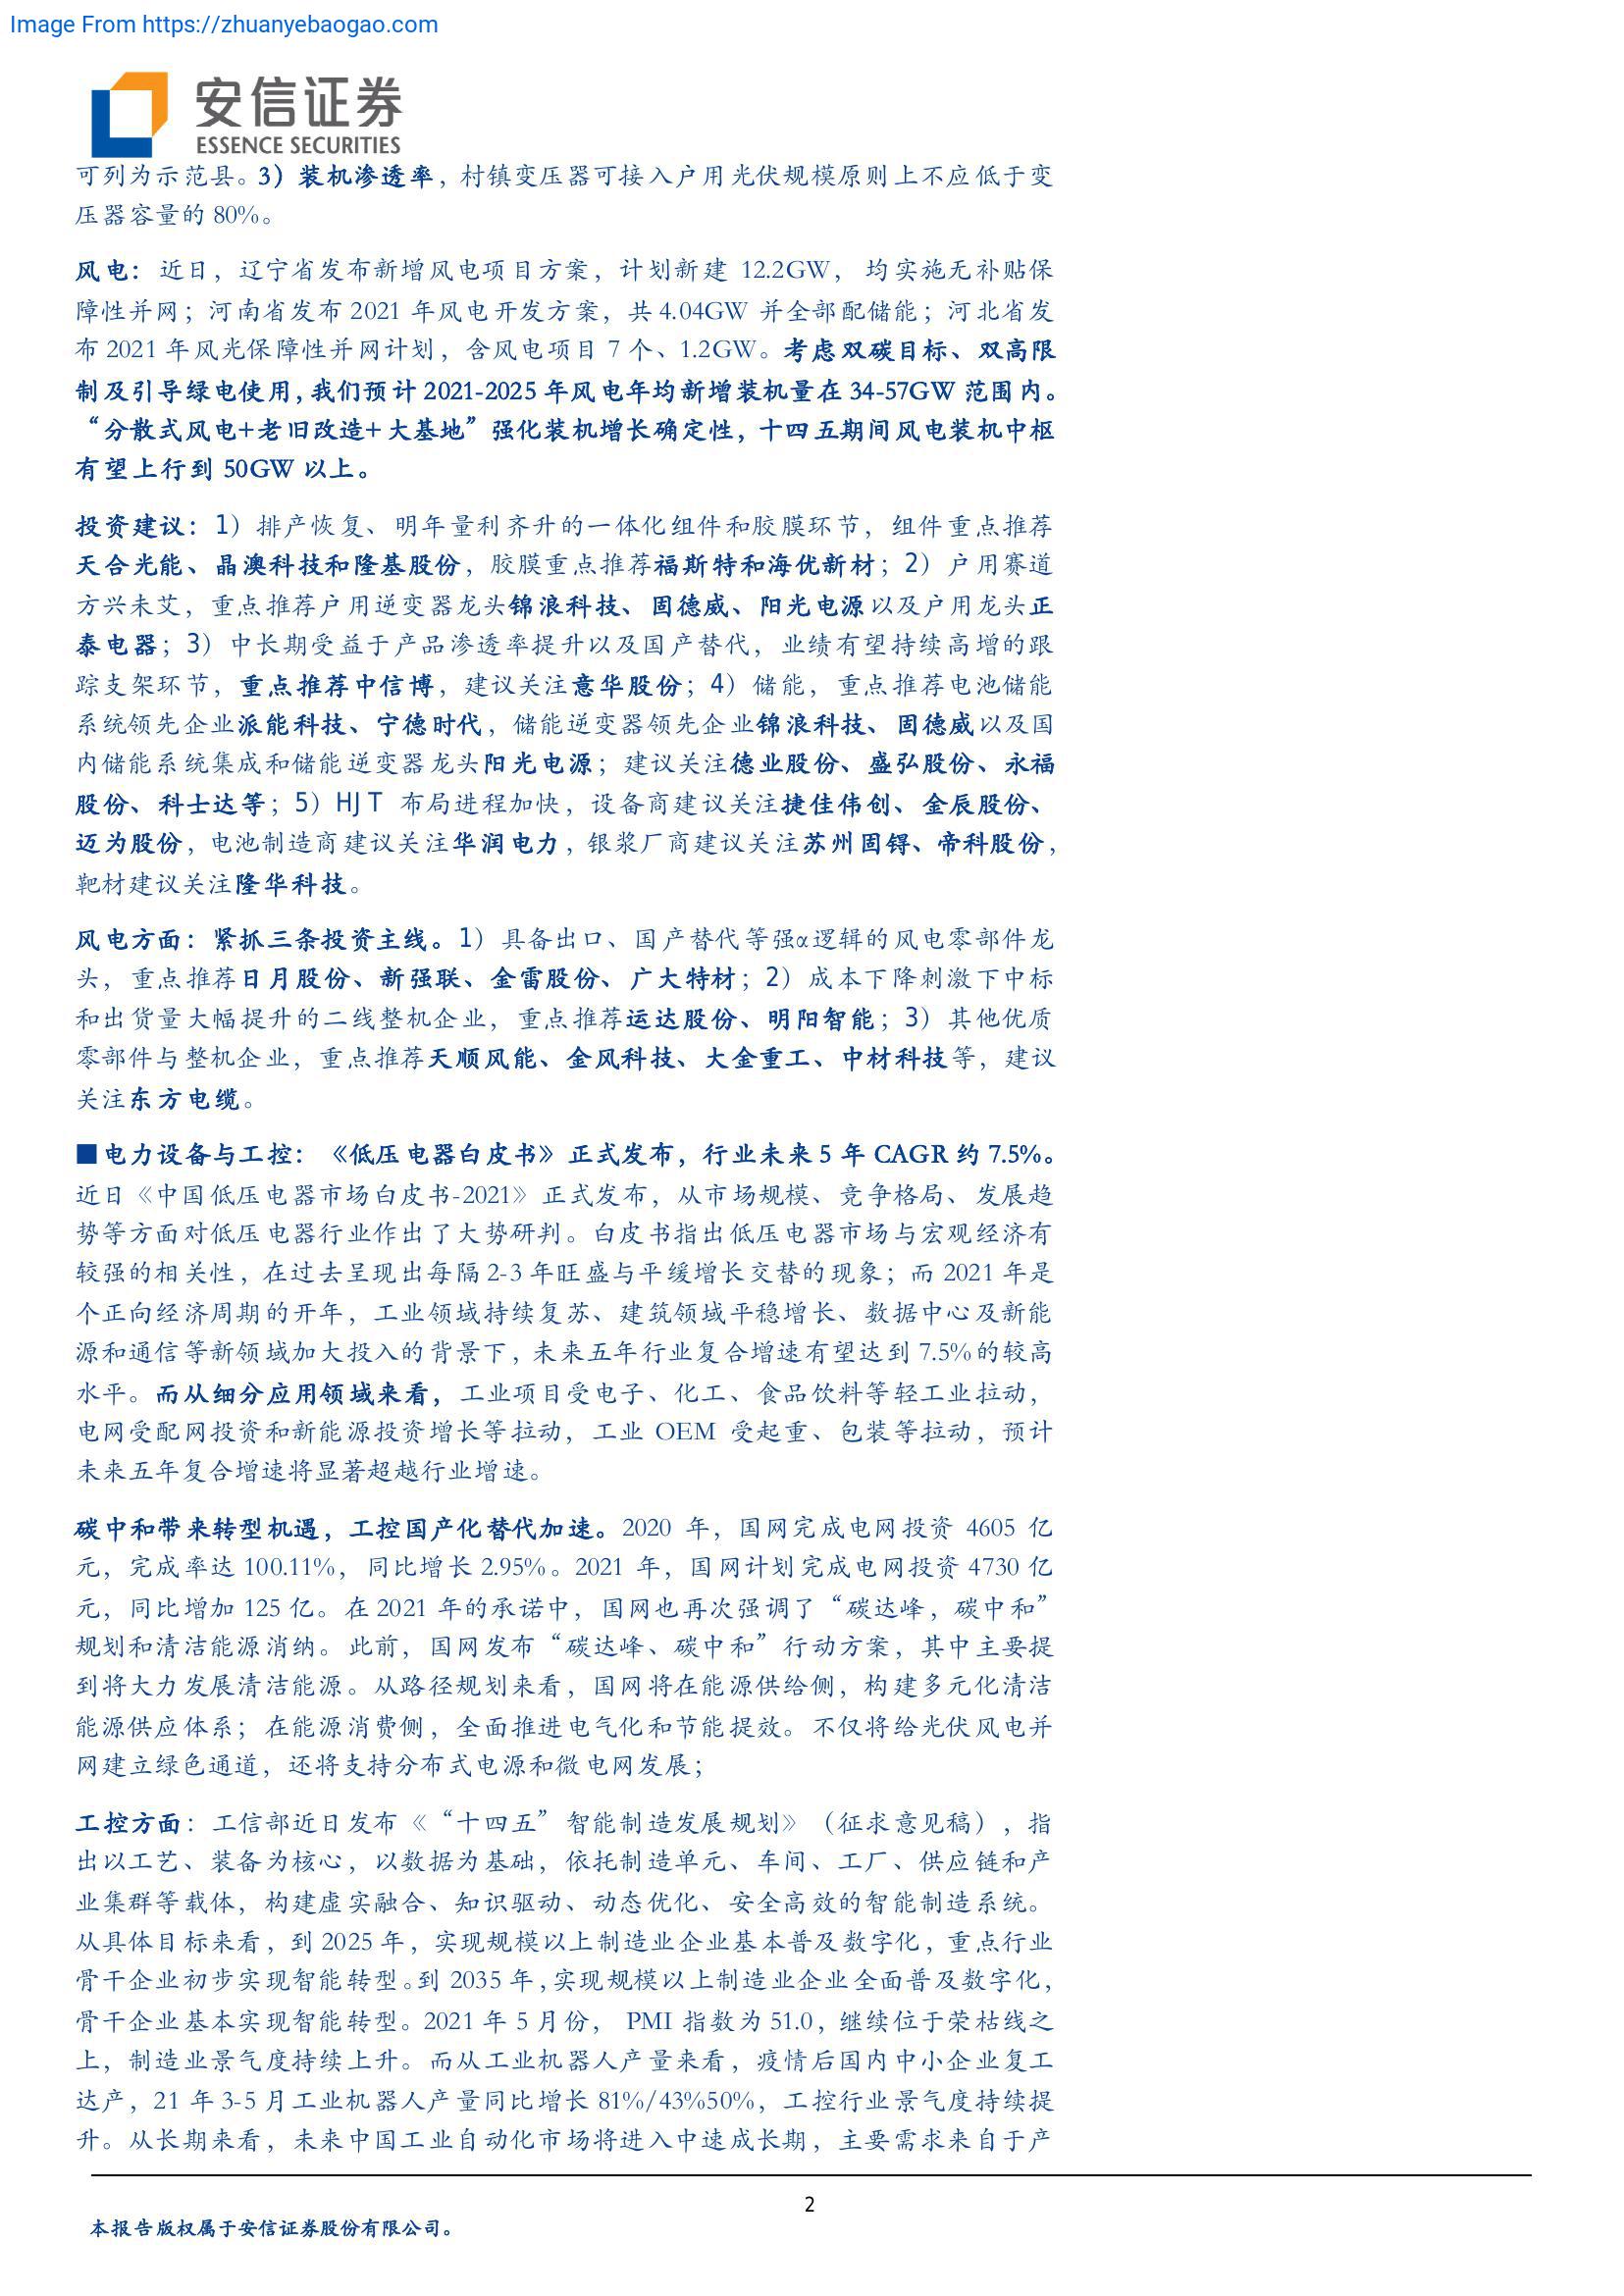 Image From https://zhuanyebaogao.com
安信证券
ESSENCE SECURITIES
可列为示范县。3）装机渗透率，村镇变压器可接入户用光伏规模原则上不应低于变
压器容量的 80%。
风电：近日，辽宁省发布新增风电项目方案，计划新建 12.2GW， 均实施无补贴保
障性并网；河南省发布 2021 年风电开发方案，共 4.04GW 并全部配储能；河北省发
布 2021 年风光保障性并网计划，含风电项目 7 个、1.2GW。考虑双碳目标、双高限
制及引导绿电使用，我们预计 2021-2025 年风电年均新增装机量在 34-57GW 范围内。
“分散式风电+老旧改造+大基地”强化装机增长确定性，十四五期间风电装机中枢
有望上行到 50GW 以上。
投资建议：1）排产恢复、明年量利齐升的一体化组件和胶膜环节，组件重点推荐
天合光能、晶澳科技和隆基股份，胶膜重点推荐福斯特和海优新材；2）户用赛道
方兴未艾，重点推荐户用逆变器龙头锦浪科技、固德威、阳光电源以及户用龙头正
泰电器；3）中长期受益于产品渗透率提升以及国产替代，业绩有望持续高增的跟
踪支架环节，重点推荐中信博，建议关注意华股份；4）储能，重点推荐电池储能
系统领先企业派能科技、宁德时代，储能逆变器领先企业锦浪科技、固德威以及国
内储能系统集成和储能逆变器龙头阳光电源；建议关注德业股份、盛弘股份、永福
股份、科士达等；5）HJT 布局进程加快，设备商建议关注捷佳伟创、金辰股份、
迈为股份，电池制造商建议关注华润电力，银浆厂商建议关注苏州固锝、帝科股份，
靶材建议关注隆华科技。
风电方面：紧抓三条投资主线。1）具备出口、国产替代等强α逻辑的风电零部件龙
头，重点推荐日月股份、新强联、金雷股份、广大特材；2）成本下降刺激下中标
和出货量大幅提升的二线整机企业，重点推荐运达股份、明阳智能；3）其他优质
零部件与整机企业，重点推荐天顺风能、金风科技、大金重工、中材科技等，建议
关注东方电缆。
■电力设备与工控：《低压电器白皮书》正式发布，行业未来 5 年 CAGR 约 7.5%。
近日《中国低压电器市场白皮书-2021》正式发布，从市场规模、竞争格局、发展趋
势等方面对低压电器行业作出了大势研判。白皮书指出低压电器市场与宏观经济有
较强的相关性，在过去呈现出每隔 2-3 年旺盛与平缓增长交替的现象；而 2021 年是
个正向经济周期的开年，工业领域持续复苏、建筑领域平稳增长、数据中心及新能
源和通信等新领域加大投入的背景下，未来五年行业复合增速有望达到 7.5%的较高
水平。而从细分应用领域来看，工业项目受电子、化工、食品饮料等轻工业拉动，
电网受配网投资和新能源投资增长等拉动，工业 OEM 受起重、包装等拉动，预计
未来五年复合增速将显著超越行业增速。
碳中和带来转型机遇，工控国产化替代加速。2020 年，国网完成电网投资 4605 亿
元，完成率达 100.11%，同比增长 2.95%。2021 年，国网计划完成电网投资 4730 亿
元，同比增加 125 亿。在 2021 年的承诺中，国网也再次强调了“碳达峰，碳中和”
规划和清洁能源消纳。此前，国网发布“碳达峰、碳中和”行动方案，其中主要提
到将大力发展清洁能源。从路径规划来看，国网将在能源供给侧，构建多元化清洁
能源供应体系；在能源消费侧，全面推进电气化和节能提效。不仅将给光伏风电并
网建立绿色通道，还将支持分布式电源和微电网发展；
工控方面：工信部近日发布《“十四五”智能制造发展规划》（征求意见稿），指
出以工艺、装备为核心，以数据为基础，依托制造单元、车间、工厂、供应链和产
业集群等载体，构建虚实融合、知识驱动、动态优化、安全高效的智能制造系统。
从具体目标来看，到 2025 年，实现规模以上制造业企业基本普及数字化，重点行业
骨干企业初步实现智能转型。到 2035 年，实现规模以上制造业企业全面普及数字化，
骨干企业基本实现智能转型。2021 年 5 月份， PMI 指数为 51.0，继续位于荣枯线之
上，制造业景气度持续上升。而从工业机器人产量来看，疫情后国内中小企业复工
达产，21 年 3-5 月工业机器人产量同比增长 81%/43%50%，工控行业景气度持续提
升。从长期来看，未来中国工业自动化市场将进入中速成长期，主要需求来自于产
2
本报告版权属于安信证券股份有限公司。